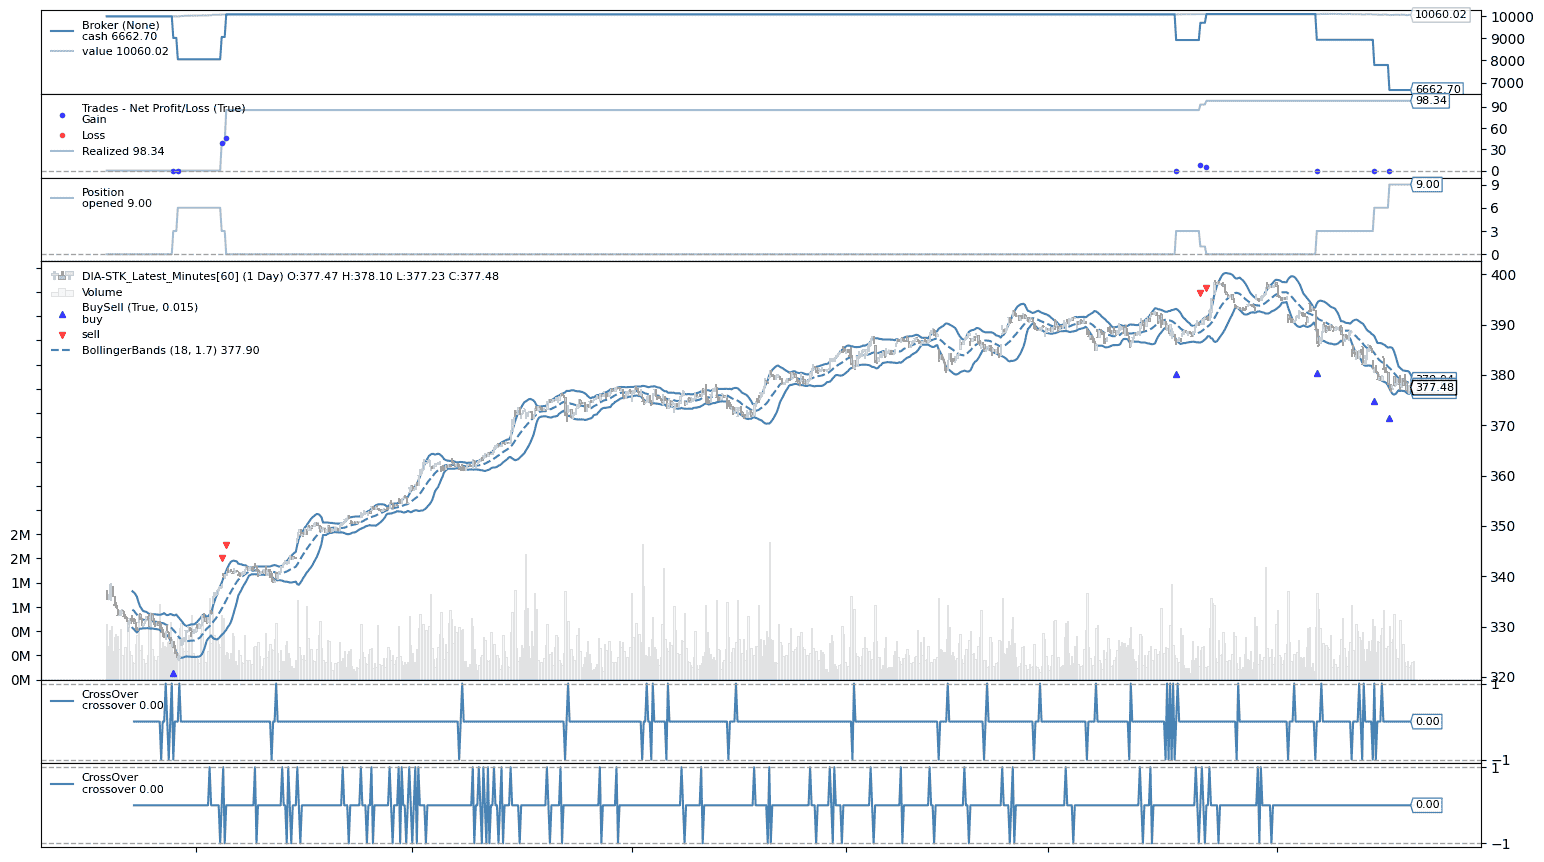 Broker (None)
cash 6662.70
value 10060.02
10060.02
6662.70
10000
9000
8000
7000
Trades - Net Profit/Loss (True)
Gain
Loss
Realized 98.34
98.34
90
60
30
0
Position
opened 9.00
9.00
9
6
3
0
DIA-STK_Latest_Minutes[60] (1 Day) O:377.47 H:378.10 L:377.23 C:377.48
Volume
BuySell (True, 0.015)
buy
sell
BollingerBands (18, 1.7) 377.90
377.48
400
390
380
370
360
350
340
330
320
2M
2M
1M
1M
0M
0M
0M
CrossOver
crossover 0.00
0.00
1
−1
CrossOver
crossover 0.00
0.00
1
−1